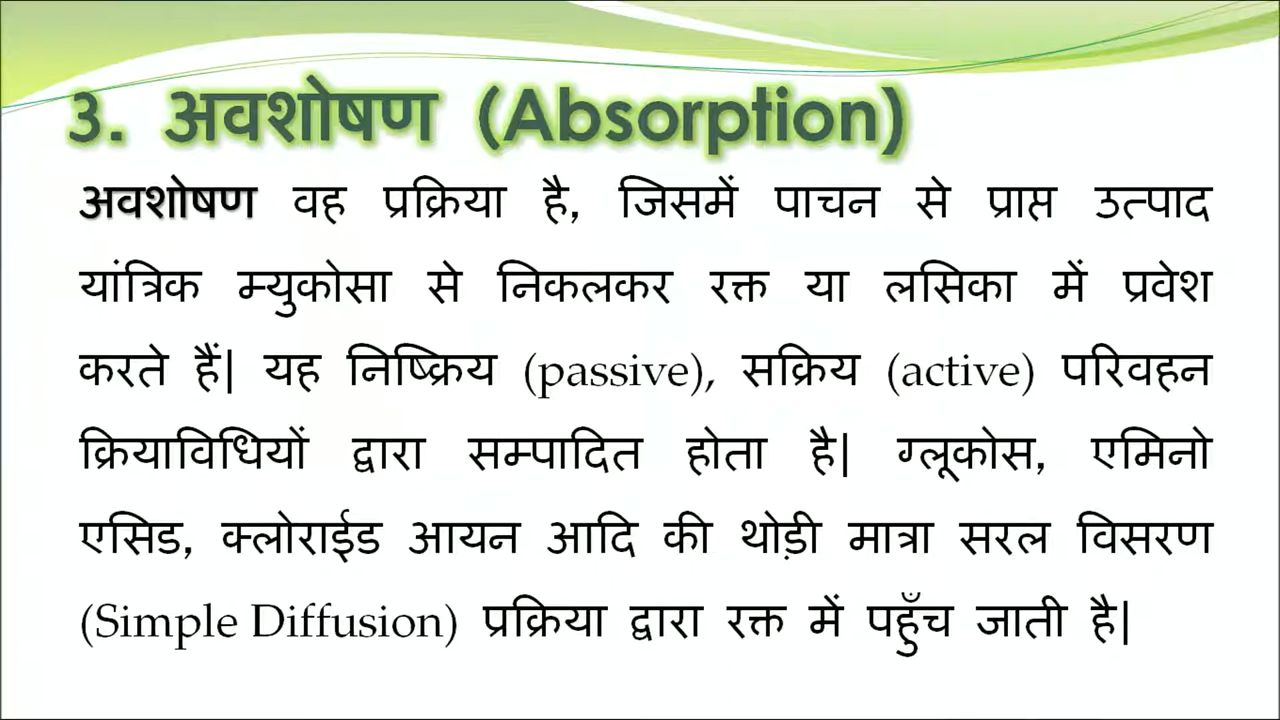 3. अवशोषण (Absorption)
अवशोषण वह प्रक्रिया है, जिसमें पाचन से प्राप्त उत्पाद
यांत्रिक म्युकोसा से निकलकर रक्त या लसिका में प्रवेश
करते हैं| यह निष्क्रिय (passive), सक्रिय (active) परिवहन
क्रियाविधियों द्वारा सम्पादित होता है| ग्लूकोस, एमिनो
एसिड, क्लोराईड आयन आदि की थोड़ी मात्रा सरल विसरण
(Simple Diffusion) प्रक्रिया द्वारा रक्त में पहुँच जाती है|